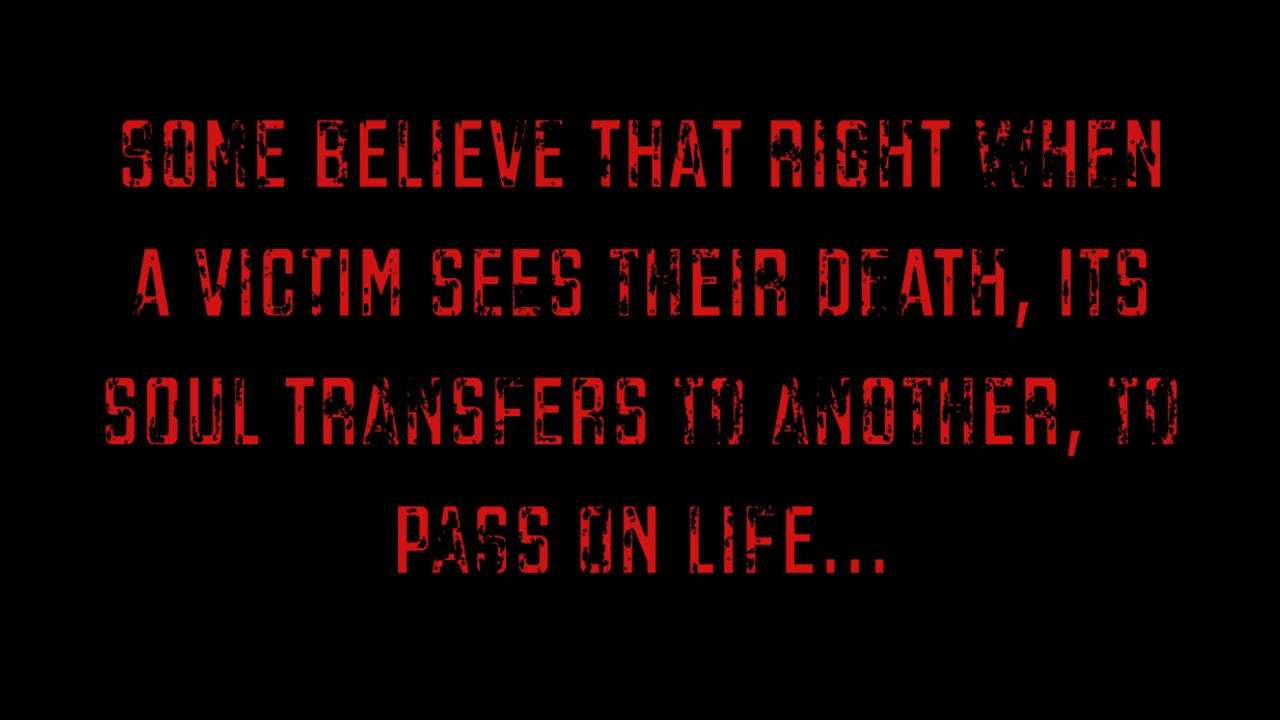 SOME BELIEVE THAT RIGHT WHEN
A VICTIM SEES THEIR DEATH, ITS
SOUL TRANSFERS TO ANOTHER, TO
PASS ON LIFE...